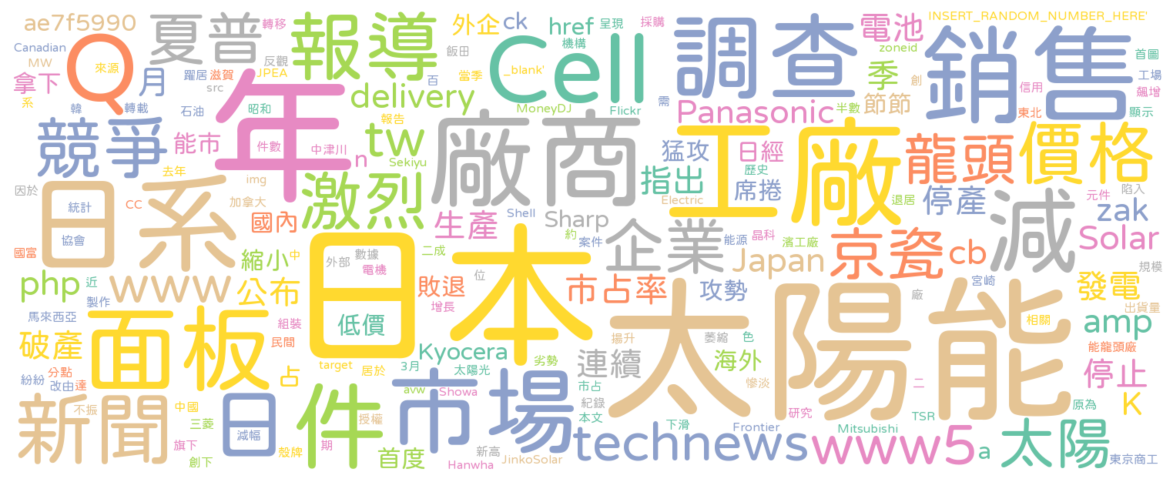 ae7f5990
Canadian
MW
拿下
系
Q
來源
月
躍居
滋賀
韓
轉載
夏普
轉移
反觀
JPEA
src
石油
昭和
報導
飯田
百
delivery
MoneyDJ
報告
外企
ck
當季
_blank'
Cell
href
機構
呈現
採購
Flickr
需
調查
Panasonic
半數
電池
zoneid
季
節節
創
INSERT_RANDOM_NUMBER_HERE'
銷售
首圖
工場
信用
飆增
東北
顯示
競爭
能市
去年
年
件數
中津川
n
tw
Sekiyu
廠商
工廠
猛攻
日經
指出
歷史
席捲
Electric
龍頭
退居
停產
價格
元件
陷入
zak
Solar
規模
因於
統計
協會
國富
日系
cc
img
加拿大
國內
激烈
生產
Shell
Sharp
約
案件
企業
能源
晶科
濱工廠
Japan
京瓷
cb
減
php
近
製作
馬來西亞
www
縮小
中
公布
外部
數據
電機
二成
日本
低價
敗退
增長
位
市占率
攻勢
廠
宮崎
發電
出貨量
amp
相關
能龍頭廠
破產
紛紛
分點
改由
達
面板
組裝
民間
占
target
居於
3月
Kyocera
太陽光
劣勢
連續
揚升
萎縮
色
海外
慘淡
二
太陽能
停止
K
原為
新聞
不振
中國
三菱
旗下
創下
日
減幅
殼牌
期
件
授權
avw
Showa
首度
市場
新高
Hanwha
JinkoSolar
市占
紀錄
本文
technews
下滑
研究
Frontier
Mitsubishi
www5
TSR
a
太陽
東京商工